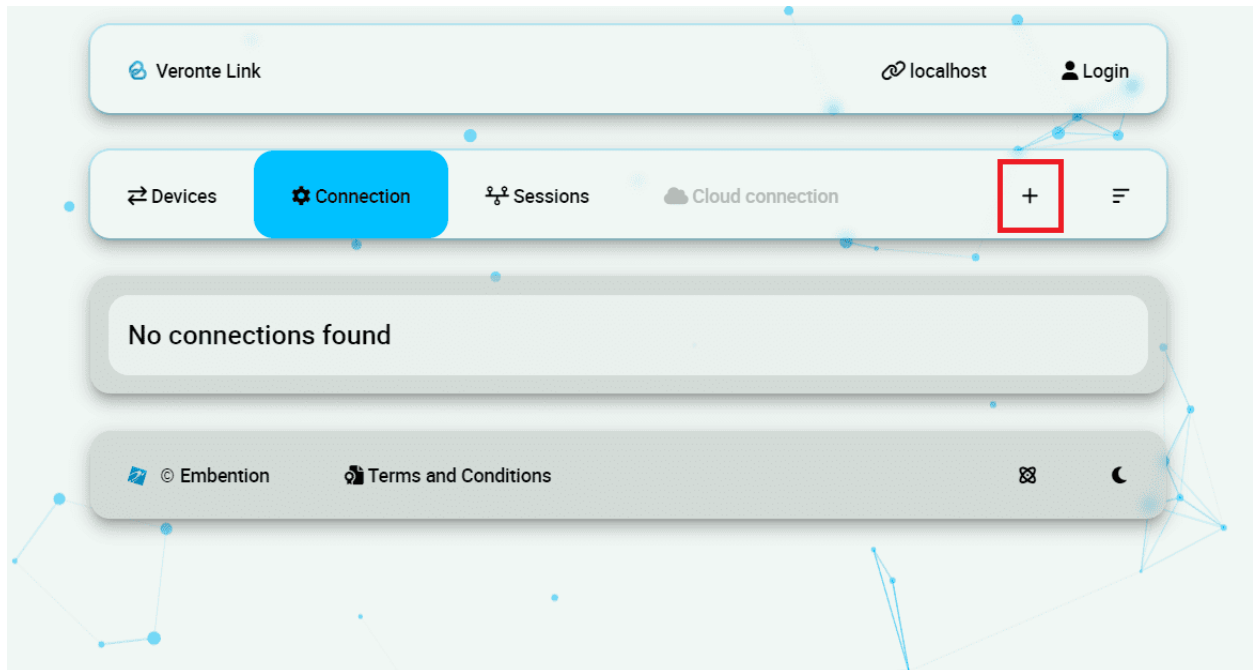 Veronte Link localhost Login
Devices Connection Sessions Cloud connection +
No connections found
© Embention Terms and Conditions